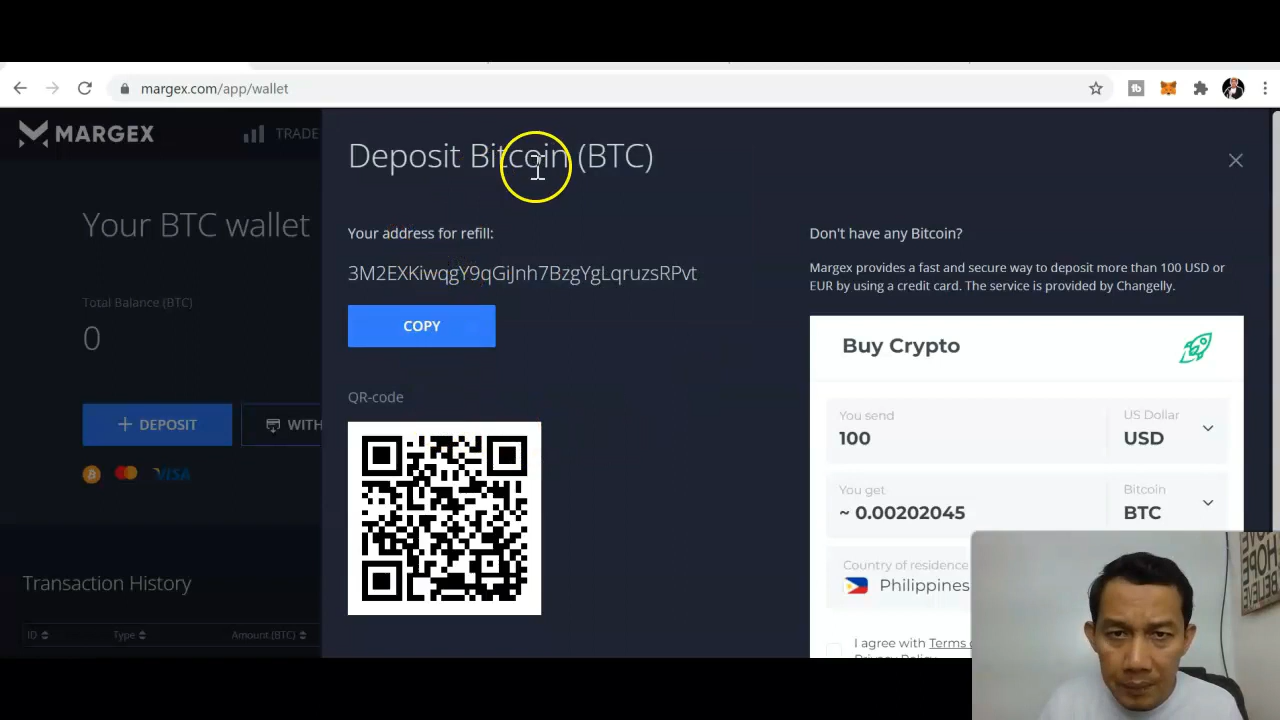 margex.com/app/wallet
MARGEX
TRADE
Deposit Bitcoin (BTC)
Your BTC wallet
Your address for refill:
3M2EXKiwqgY9qGiJnh7BzgYgLqruzsRPvt
COPY
Total Balance (BTC)
0
DEPOSIT
WITH
VISA
QR-code
Transaction History
ID
Type
Amount (BTC)
Don't have any Bitcoin?
Margex provides a fast and secure way to deposit more than 100 USD or
EUR by using a credit card. The service is provided by Changelly.
Buy Crypto
You send
100
US Dollar
USD
You get
~ 0.00202045
Bitcoin
BTC
Country of residence
Philippines
I agree with Terms
HOPE
BELIEVE